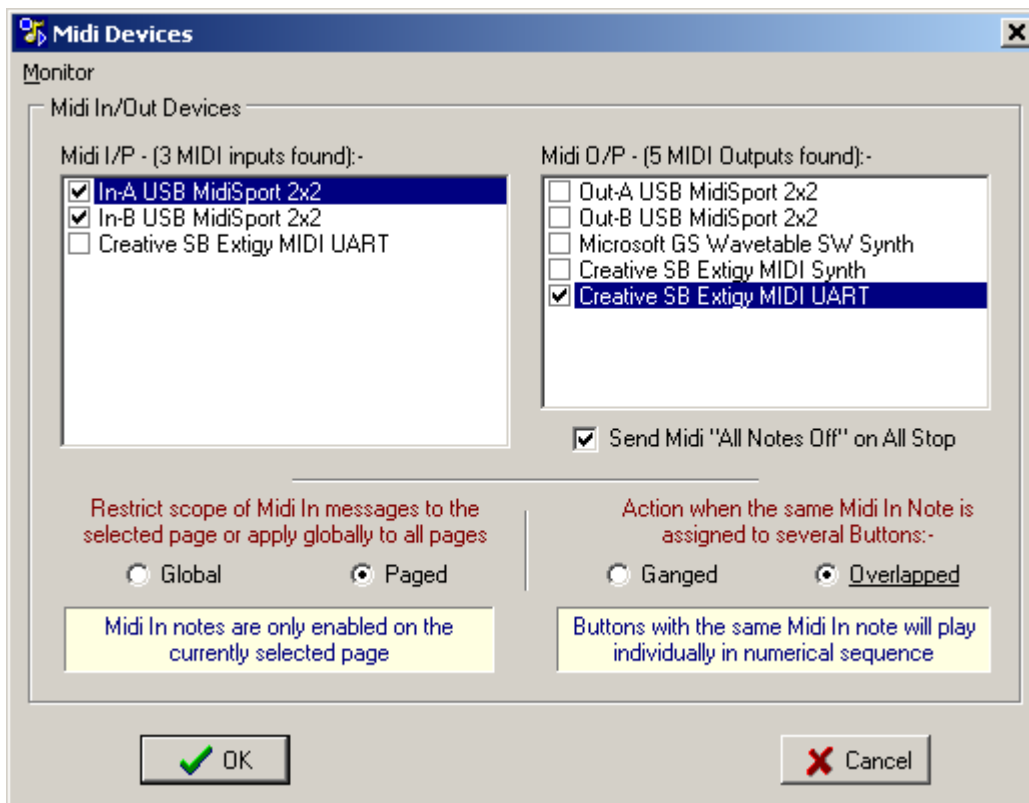 Midi Devices
Monitor
Midi In/Out Devices
Midi I/P - (3 MIDI inputs found):-
In-A USB MidiSport 2x2
In-B USB MidiSport 2x2
Creative SB Extigy MIDI UART
Midi O/P - (5 MIDI Outputs found):-
Out-A USB MidiSport 2x2
Out-B USB MidiSport 2x2
Microsoft GS Wavetable SW Synth
Creative SB Extigy MIDI Synth
Creative SB Extigy MIDI UART
Send Midi "All Notes Off" on All Stop
Restrict scope of Midi In messages to the
selected page or apply globally to all pages
Global
Paged
Midi In notes are only enabled on the
currently selected page
Action when the same Midi In Note is
assigned to several Buttons:-
Ganged
Overlapped
Buttons with the same Midi In note will play
individually in numerical sequence
OK
Cancel